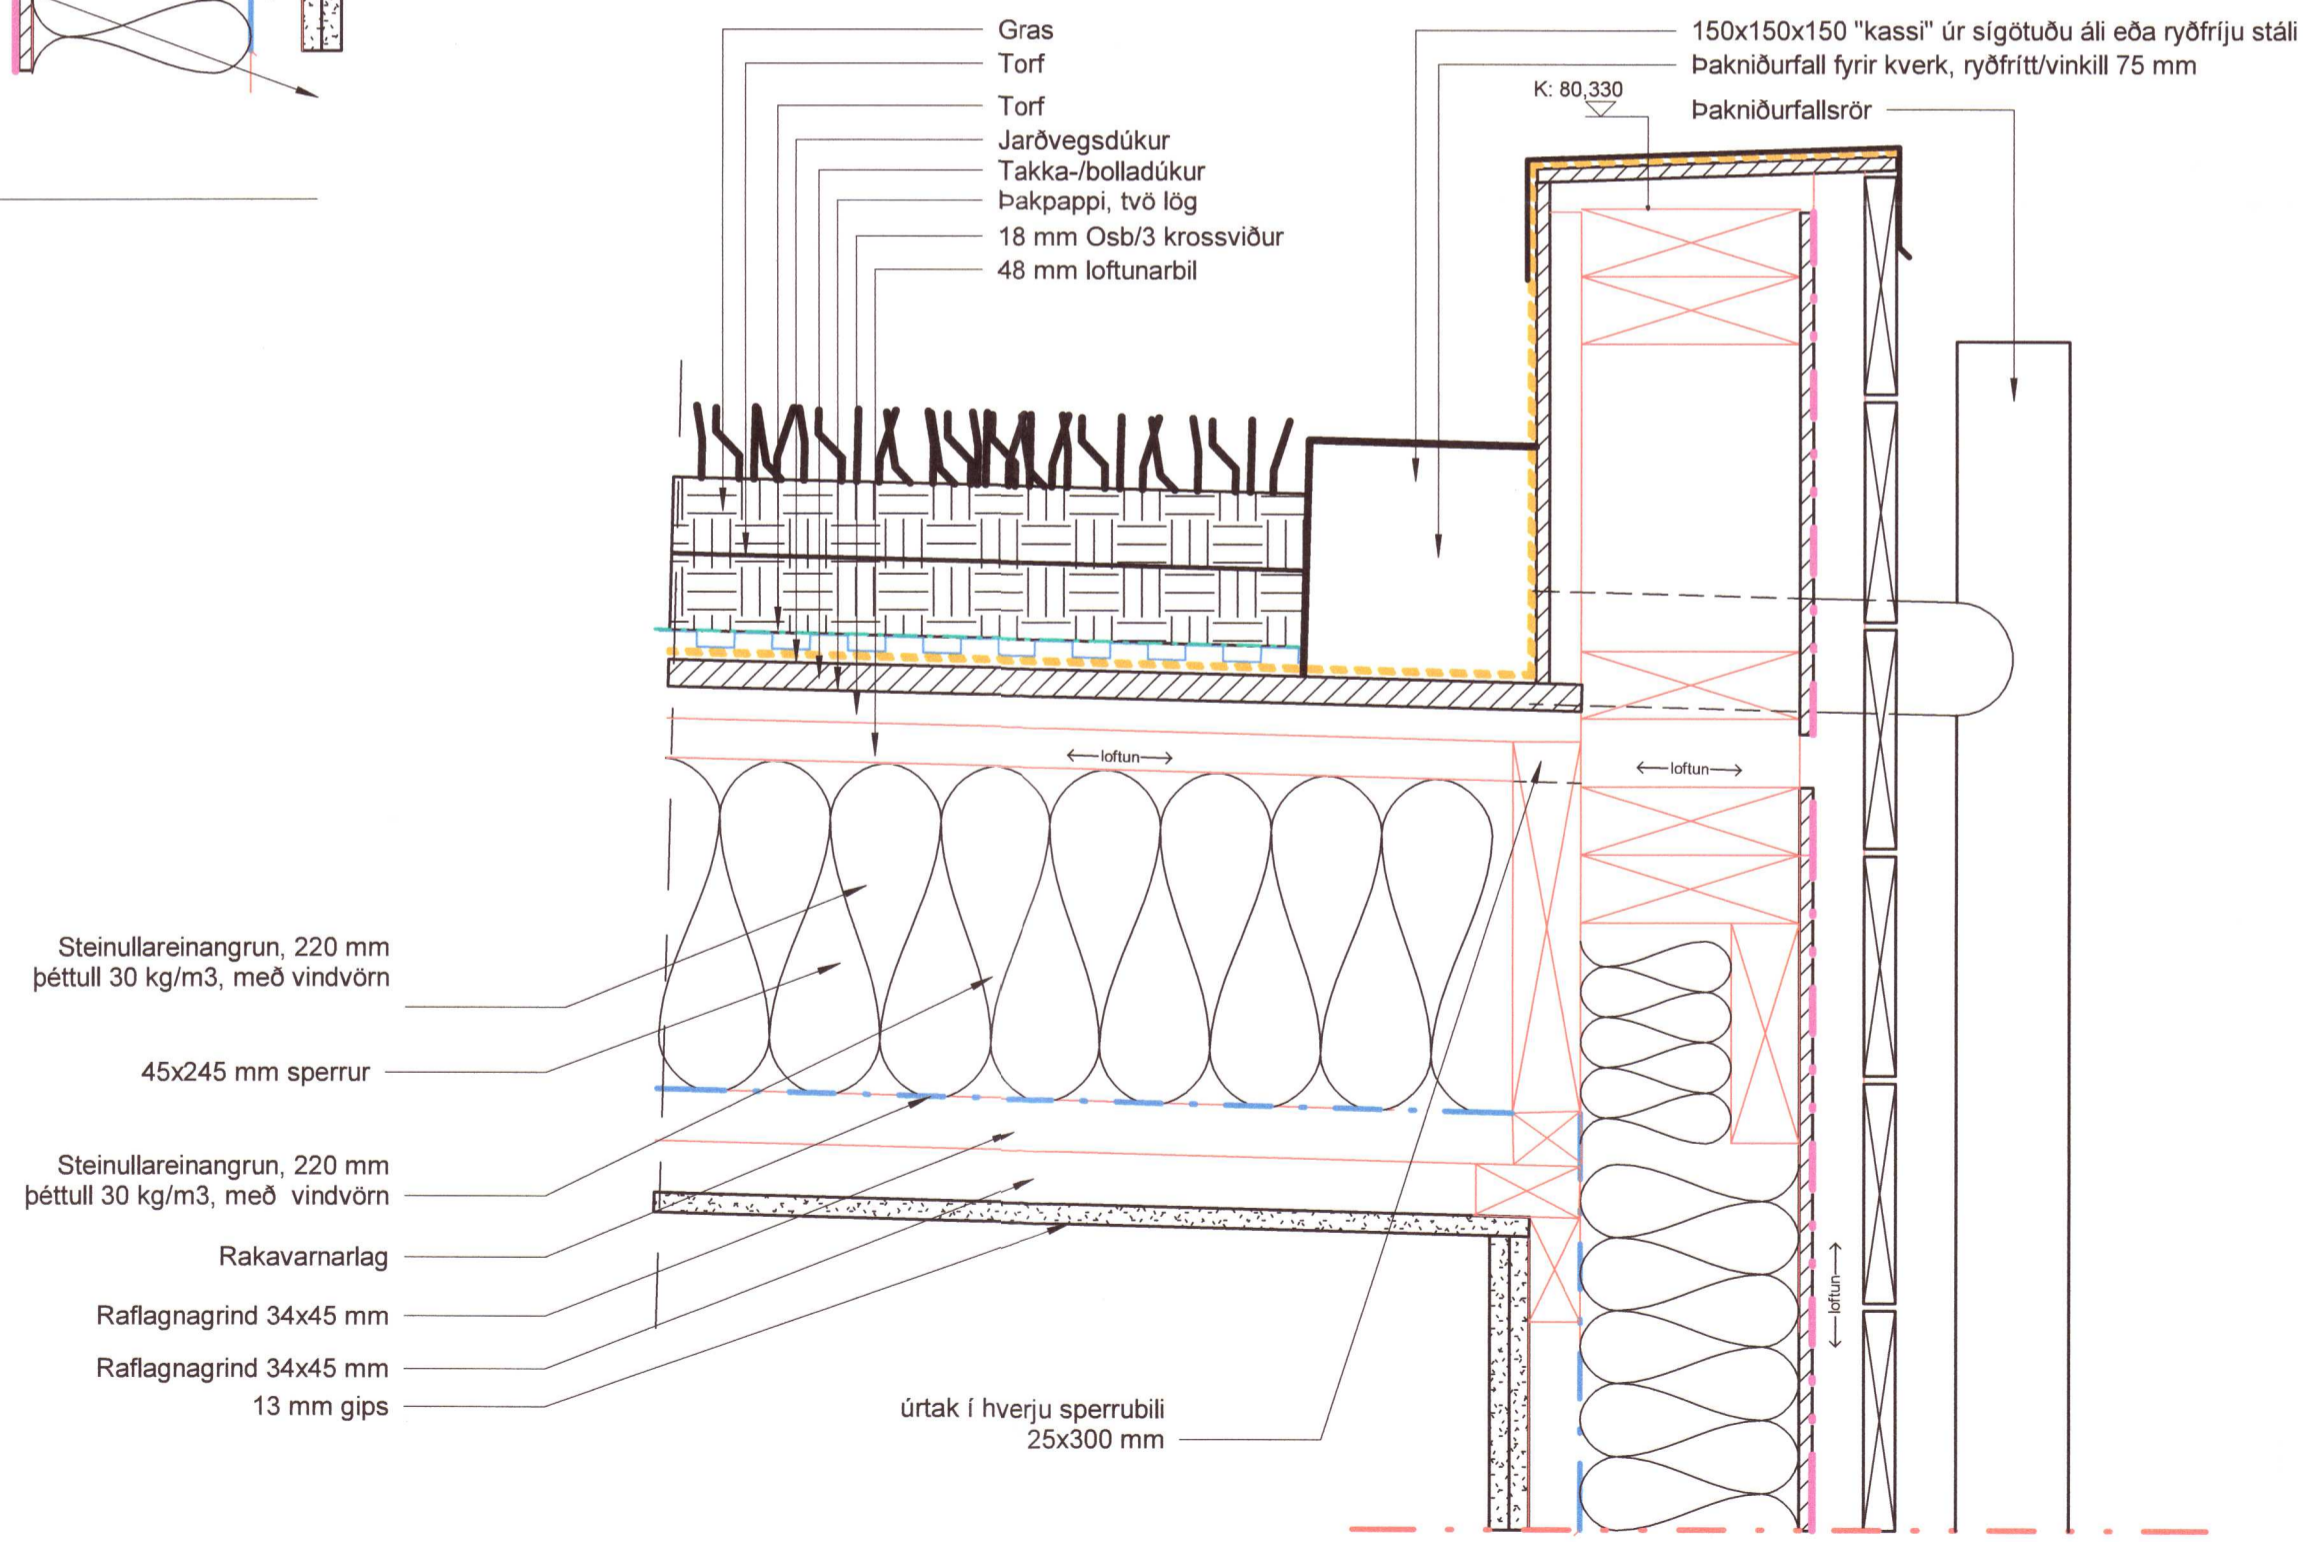 Gras
Torf
Torf
Jarðvegsdúkur
Takka-/bolladúkur
Þakpappi, tvö lög
18 mm Osb/3 krossviður
48 mm loftunarbil
150x150x150 "kassi" úr sígötuðu áli eða ryðfríju stáli
Þakniðurfall fyrir kverk, ryðfrítt/vinkill 75 mm
K: 80,330
Þakniðurfallsrör
loftun
loftun
Steinullareinangrun, 220 mm
þéttull 30 kg/m3, með vindvörn
45x245 mm sperrur
Steinullareinangrun, 220 mm
þéttull 30 kg/m3, með vindvörn
Rakavarnarlag
Raflagnagrind 34x45 mm
Raflagnagrind 34x45 mm
13 mm gips
úrtak í hverju sperrubili
25x300 mm
loftun